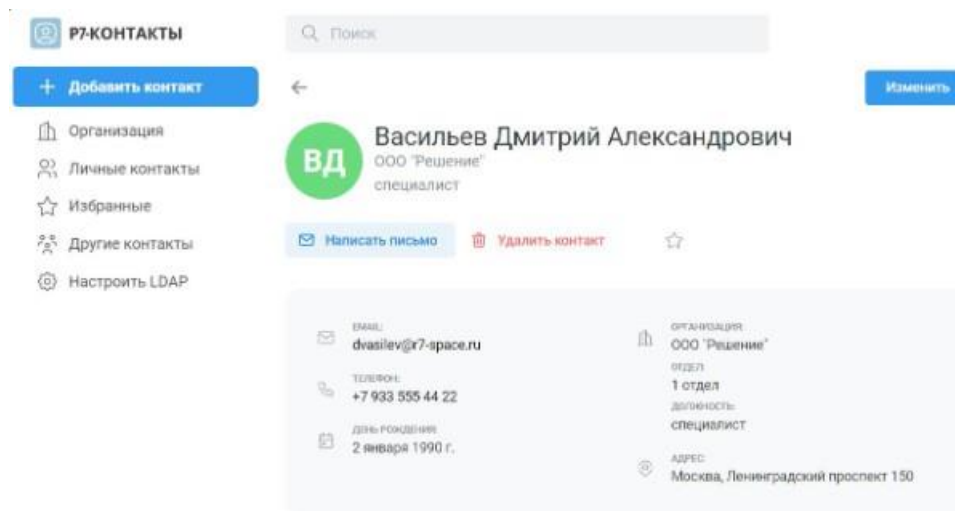 Р7-КОНТАКТЫ
Поиск
Добавить контакт
Изменить
Организация
Личные контакты
Избранные
Другие контакты
Настроить LDAP
ВД
Васильев Дмитрий Александрович
ООО "Решение"
специалист
Написать письмо
Удалить контакт
EMAIL:
dvasilev@r7-space.ru
ТЕЛЕФОН:
+7 933 555 44 22
ДЕНЬ РОЖДЕНИЯ:
2 января 1990 г.
ОРГАНИЗАЦИЯ:
ООО "Решение"
ОТДЕЛ:
1 отдел
ДОЛЖНОСТЬ:
специалист
АДРЕС:
Москва, Ленинградский проспект 150